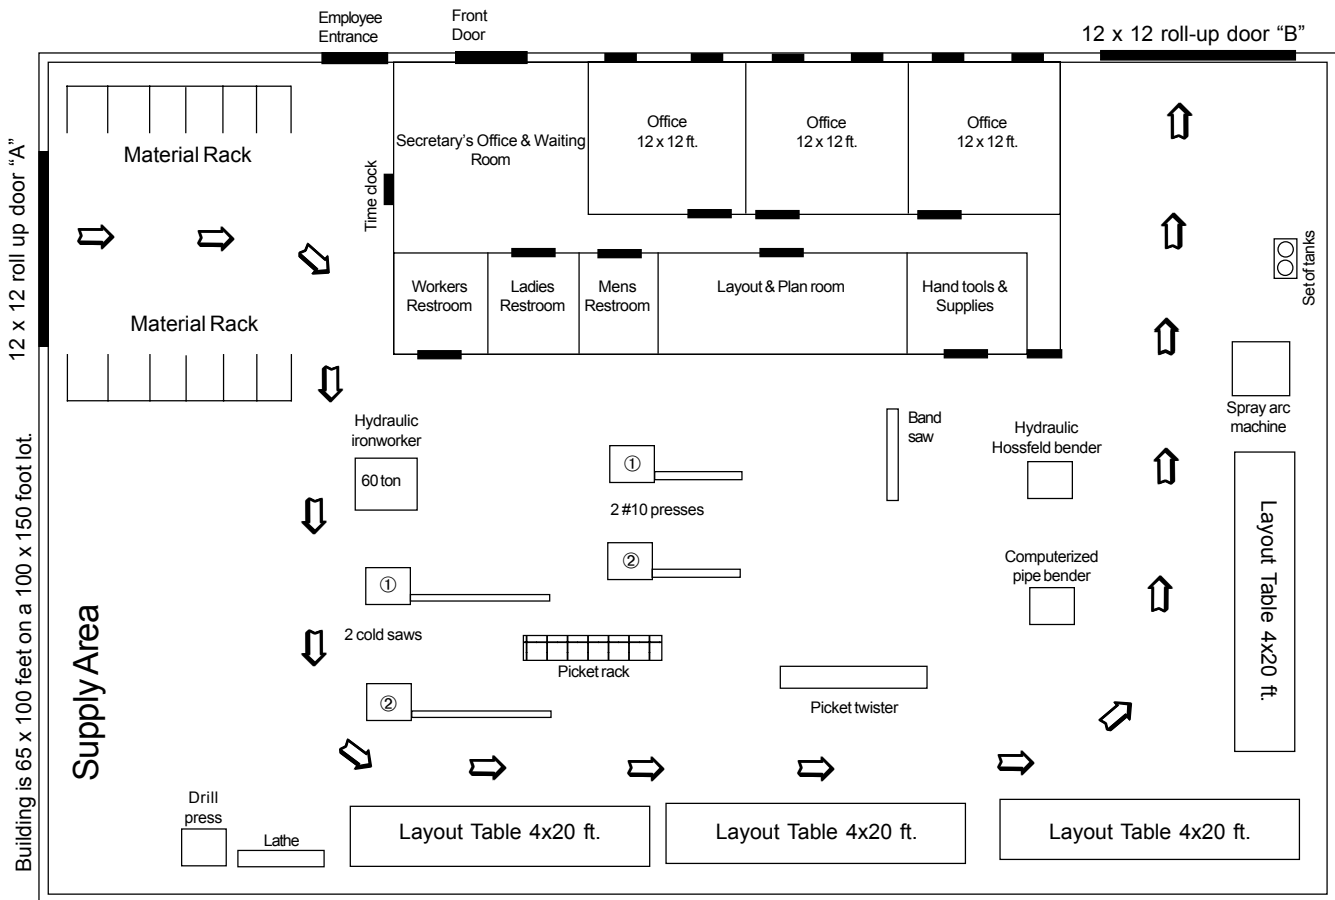 Employee
Entrance
Front
Door
12 x 12 roll-up door “B”
12 x 12 roll up door “A”
Building is 65 x 100 feet on a 100 x 150 foot lot.
Material Rack
Material Rack
Time clock
Secretary’s Office & Waiting
Room
Office
12 x 12 ft.
Office
12 x 12 ft.
Office
12 x 12 ft.
Workers
Restroom
Ladies
Restroom
Mens
Restroom
Layout & Plan room
Hand tools &
Supplies
Set of tanks
Spray arc
machine
Hydraulic
ironworker
60 ton
①
2 #10 presses
②
Band
saw
Hydraulic
Hossfeld bender
Computerized
pipe bender
①
2 cold saws
②
Picket rack
Picket twister
Supply Area
Layout Table 4x20 ft.
Drill
press
Lathe
Layout Table 4x20 ft.
Layout Table 4x20 ft.
Layout Table 4x20 ft.